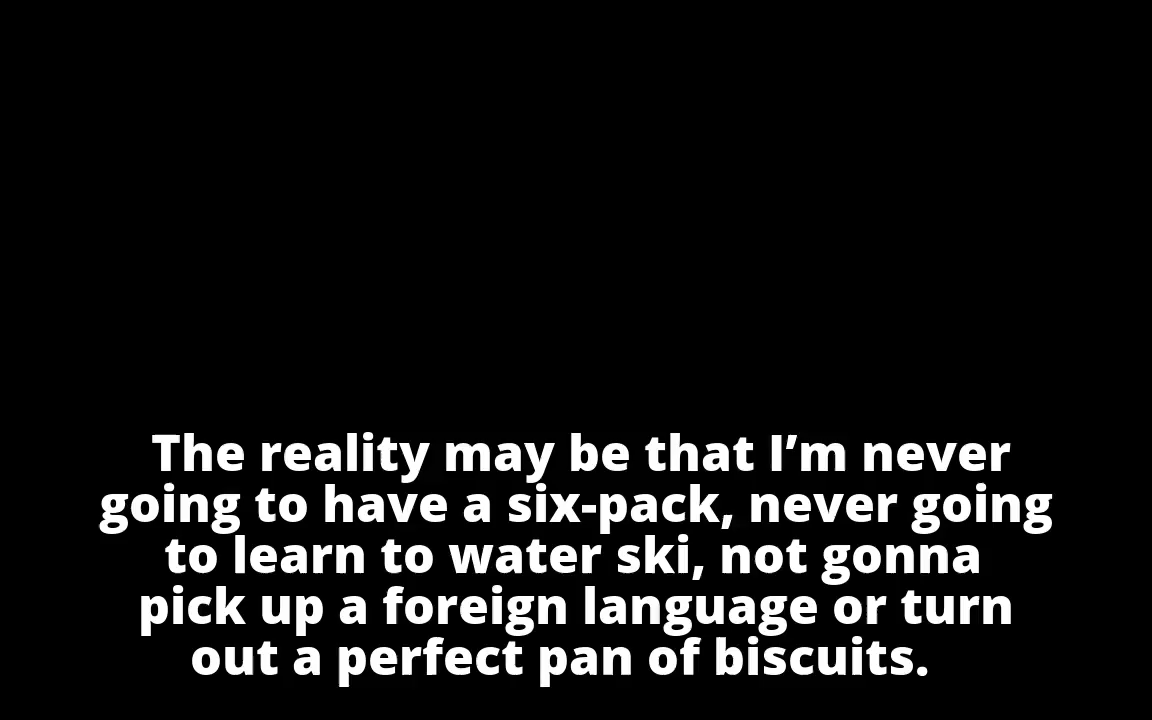 The reality may be that I’m never
going to have a six-pack, never going
to learn to water ski, not gonna
pick up a foreign language or turn
out a perfect pan of biscuits.